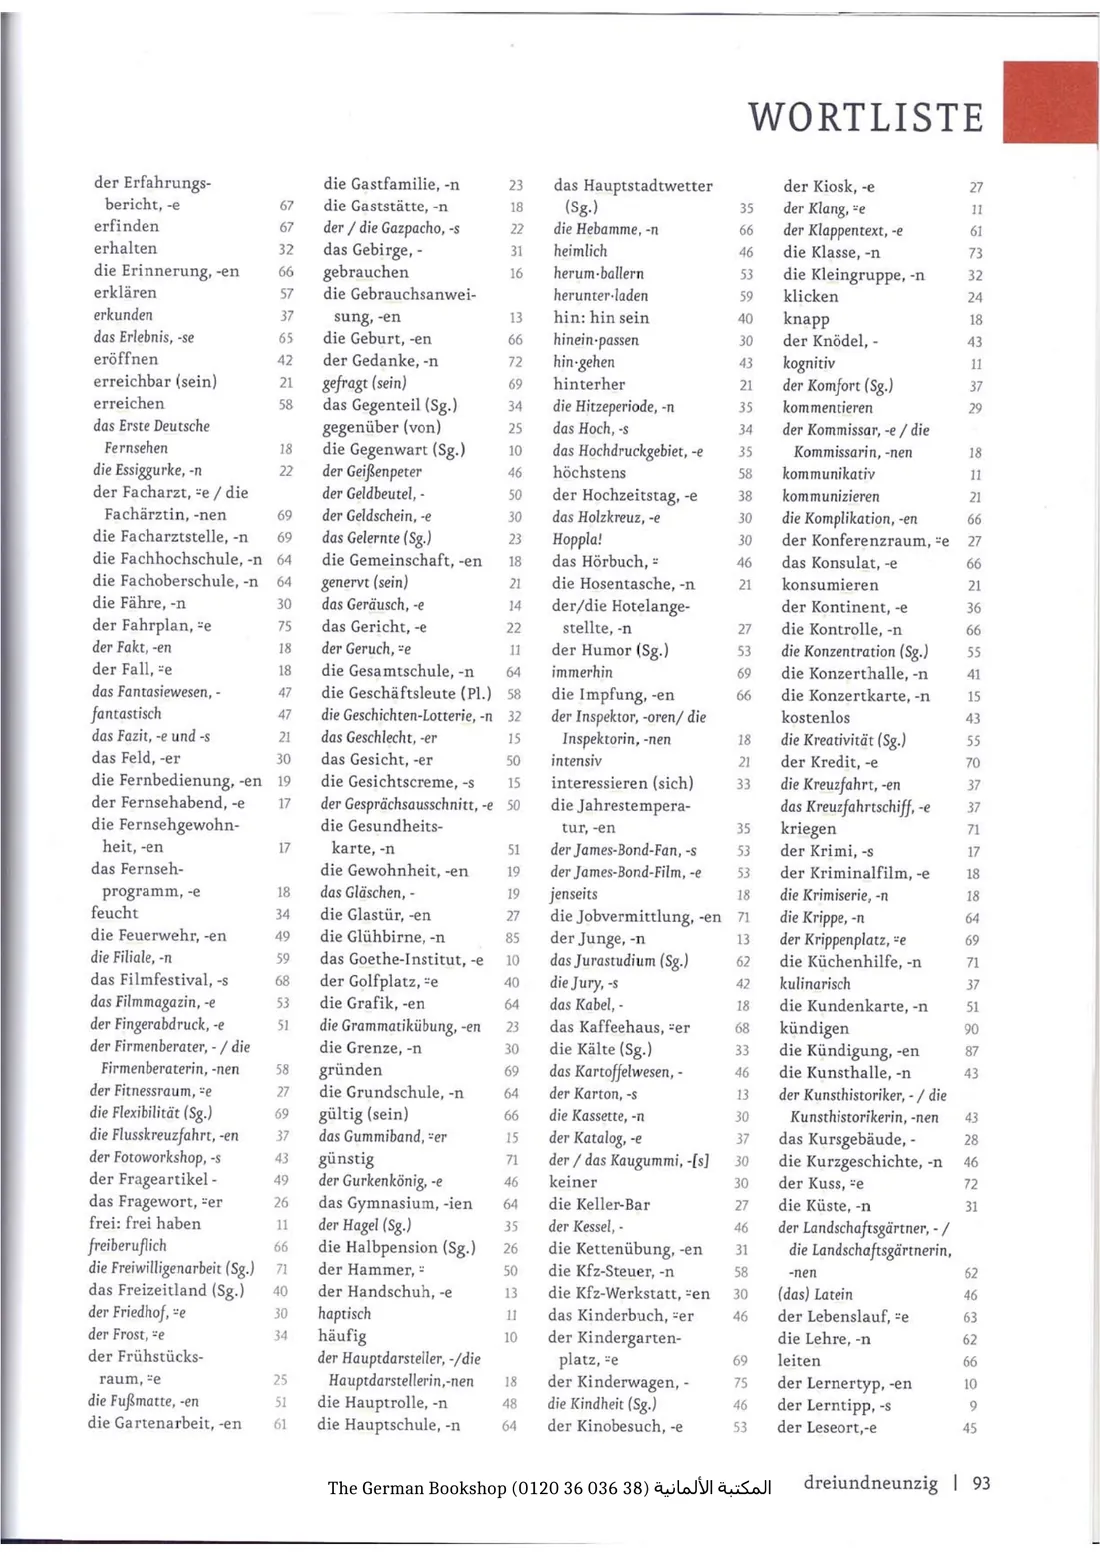 WORTLISTE
der Erfahrungs-
bericht, -e 67
erfinden 67
erhalten 32
die Erinnerung, -en 66
erklären 57
erkunden 37
das Erlebnis, -se 65
eröffnen 42
erreichbar (sein) 21
erreichen 58
das Erste Deutsche
Fernsehen 18
die Essiggurke, -n 22
der Facharzt, ⸚e / die
Fachärztin, -nen 69
die Facharztstelle, -n 69
die Fachhochschule, -n 64
die Fachoberschule, -n 64
die Fähre, -n 30
der Fahrplan, ⸚e 75
der Fakt, -en 18
der Fall, ⸚e 18
das Fantasiewesen, - 47
fantastisch 47
das Fazit, -e und -s 21
das Feld, -er 30
die Fernbedienung, -en 19
der Fernsehabend, -e 17
die Fernsehgewohn-
heit, -en 17
das Fernseh-
programm, -e 18
feucht 34
die Feuerwehr, -en 49
die Filiale, -n 59
das Filmfestival, -s 68
das Filmmagazin, -e 53
der Fingerabdruck, -e 51
der Firmenberater, - / die
Firmenberaterin, -nen 58
der Fitnessraum, ⸚e 27
die Flexibilität (Sg.) 69
die Flusskreuzfahrt, -en 37
der Fotoworkshop, -s 43
der Frageartikel - 49
das Fragewort, ⸚er 26
frei: frei haben 11
freiberuflich 66
die Freiwilligenarbeit (Sg.) 71
das Freizeitland (Sg.) 40
der Friedhof, ⸚e 30
der Frost, ⸚e 34
der Frühstücks-
raum, ⸚e 25
die Fußmatte, -en 51
die Gartenarbeit, -en 61
die Gastfamilie, -n 23
die Gaststätte, -n 18
der / die Gazpacho, -s 22
das Gebirge, - 31
gebrauchen 16
die Gebrauchsanwei-
sung, -en 13
die Geburt, -en 66
der Gedanke, -n 72
gefragt (sein) 69
das Gegenteil (Sg.) 34
gegenüber (von) 25
die Gegenwart (Sg.) 10
der Geißenpeter 46
der Geldbeutel, - 50
der Geldschein, -e 30
das Gelernte (Sg.) 23
die Gemeinschaft, -en 18
genervt (sein) 21
das Geräusch, -e 14
das Gericht, -e 22
der Geruch, ⸚e 11
die Gesamtschule, -n 64
die Geschäftsleute (Pl.) 58
die Geschichten-Lotterie, -n 32
das Geschlecht, -er 15
das Gesicht, -er 50
die Gesichtscreme, -s 15
der Gesprächsausschnitt, -e 50
die Gesundheits-
karte, -n 51
die Gewohnheit, -en 19
das Gläschen, - 19
die Glastür, -en 27
die Glühbirne, -n 85
das Goethe-Institut, -e 10
der Golfplatz, ⸚e 40
die Grafik, -en 64
die Grammatikübung, -en 23
die Grenze, -n 30
gründen 69
die Grundschule, -n 64
gültig (sein) 66
das Gummiband, ⸚er 15
günstig 71
der Gurkenkönig, -e 46
das Gymnasium, -ien 64
der Hagel (Sg.) 35
die Halbpension (Sg.) 26
der Hammer, ⸚ 50
der Handschuh, -e 13
haptisch 11
häufig 10
der Hauptdarsteller, -/die
Hauptdarstellerin,-nen 18
die Hauptrolle, -n 48
die Hauptschule, -n 64
das Hauptstadtwetter
(Sg.) 35
die Hebamme, -n 66
heimlich 46
herum·ballern 53
herunter·laden 59
hin: hin sein 40
hinein·passen 30
hin·gehen 43
hinterher 21
die Hitzeperiode, -n 35
das Hoch, -s 34
das Hochdruckgebiet, -e 35
höchstens 58
der Hochzeitstag, -e 38
das Holzkreuz, -e 30
Hoppla! 30
das Hörbuch, ⸚ 46
die Hosentasche, -n 21
der/die Hotelange-
stellte, -n 27
der Humor (Sg.) 53
immerhin 69
die Impfung, -en 66
der Inspektor, -oren/ die
Inspektorin, -nen 18
intensiv 21
interessieren (sich) 33
die Jahrestempera-
tur, -en 35
der James-Bond-Fan, -s 53
der James-Bond-Film, -e 53
jenseits 18
die Jobvermittlung, -en 71
der Junge, -n 13
das Jurastudium (Sg.) 62
die Jury, -s 42
das Kabel, - 18
das Kaffeehaus, ⸚er 68
die Kälte (Sg.) 33
das Kartoffelwesen, - 46
der Karton, -s 13
die Kassette, -n 30
der Katalog, -e 37
der / das Kaugummi, -[s] 30
keiner 30
die Keller-Bar 27
der Kessel, - 46
die Kettenübung, -en 31
die Kfz-Steuer, -n 58
die Kfz-Werkstatt, ⸚en 30
das Kinderbuch, ⸚er 46
der Kindergarten-
platz, ⸚e 69
der Kinderwagen, - 75
die Kindheit (Sg.) 46
der Kinobesuch, -e 53
der Kiosk, -e 27
der Klang, ⸚e 11
der Klappentext, -e 61
die Klasse, -n 73
die Kleingruppe, -n 32
klicken 24
knapp 18
der Knödel, - 43
kognitiv 11
der Komfort (Sg.) 37
kommentieren 29
der Kommissar, -e / die
Kommissarin, -nen 18
kommunikativ 11
kommunizieren 21
die Komplikation, -en 66
der Konferenzraum, ⸚e 27
das Konsulat, -e 66
konsumieren 21
der Kontinent, -e 36
die Kontrolle, -n 66
die Konzentration (Sg.) 55
die Konzerthalle, -n 41
die Konzertkarte, -n 15
kostenlos 43
die Kreativität (Sg.) 55
der Kredit, -e 70
die Kreuzfahrt, -en 37
das Kreuzfahrtschiff, -e 37
kriegen 71
der Krimi, -s 17
der Kriminalfilm, -e 18
die Krimiserie, -n 18
die Krippe, -n 64
der Krippenplatz, ⸚e 69
die Küchenhilfe, -n 71
kulinarisch 37
die Kundenkarte, -n 51
kündigen 90
die Kündigung, -en 87
die Kunsthalle, -n 43
der Kunsthistoriker, - / die
Kunsthistorikerin, -nen 43
das Kursgebäude, - 28
die Kurzgeschichte, -n 46
der Kuss, ⸚e 72
die Küste, -n 31
der Landschaftsgärtner, - /
die Landschaftsgärtnerin,
-nen 62
(das) Latein 46
der Lebenslauf, ⸚e 63
die Lehre, -n 62
leiten 66
der Lernertyp, -en 10
der Lerntipp, -s 9
der Leseort,-e 45
The German Bookshop (0120 36 036 38) المكتبة الألمانية
dreiundneunzig | 93